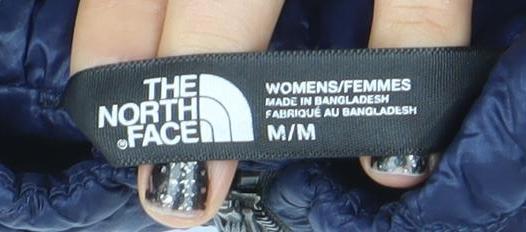 THE
NORTH
®FACE
WOMENS/FEMMES
MADE IN BANGLADESH
FABRIQUÉ AU BANGLADESH
M/M